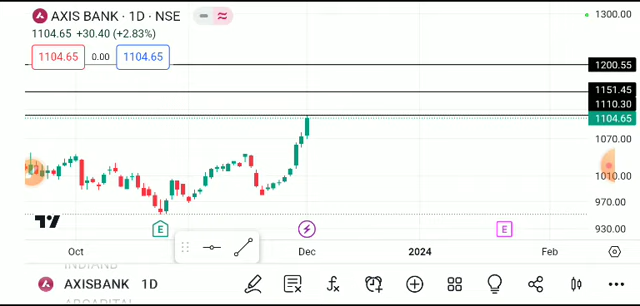 AXIS BANK · 1D · NSE
1104.65 +30.40 (+2.83%)
1104.65 0.00 1104.65
1300.00
1200.55
1151.45
1110.30
1104.65
1070.00
1010.00
970.00
930.00
E
E
Oct Dec 2024 Feb
AXISBANK 1D